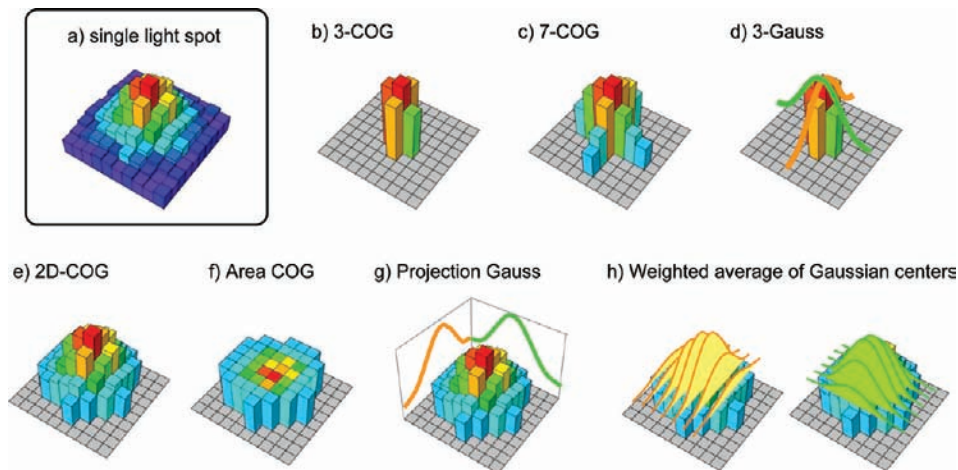 a) single light spot
b) 3-COG
c) 7-COG
d) 3-Gauss
e) 2D-COG
f) Area COG
g) Projection Gauss
h) Weighted average of Gaussian centers